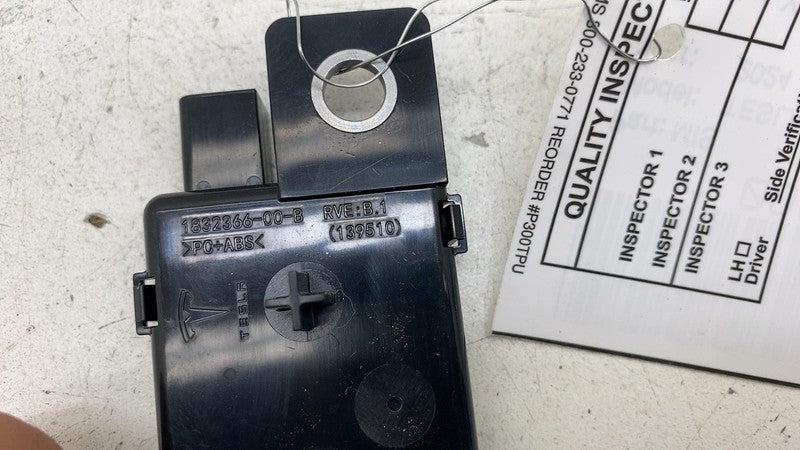 1832366-00-B RVE:B.1
>PC+ABS< (139510)
TESLA
800-233-0771 REORDER #P300TPU
QUALITY INSPEC
INSPECTOR 1
INSPECTOR 2
INSPECTOR 3
LH
Driver
Side Verificati